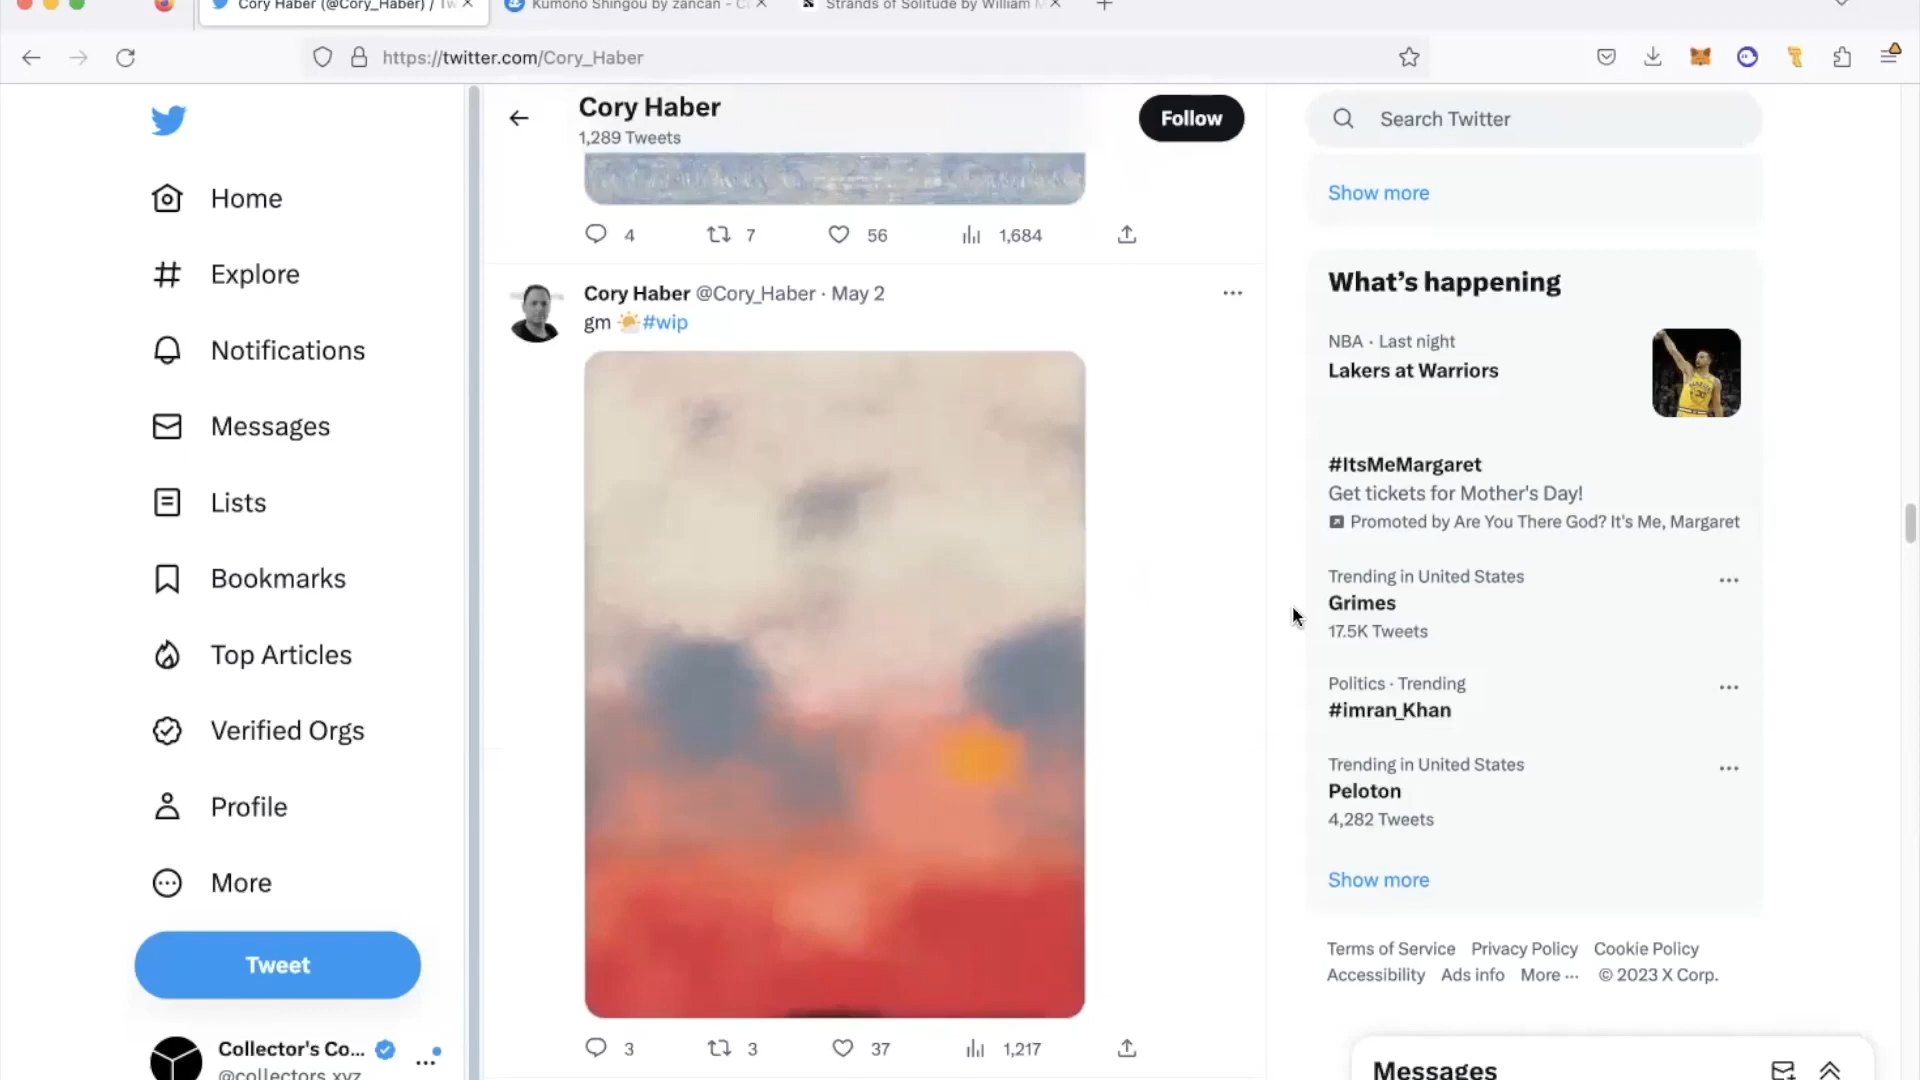 Cory Haber (@Cory_Haber) / Tw
Kumono Shingou by zancan - C
Strands of Solitude by William M
https://twitter.com/Cory_Haber
Home
Explore
Notifications
Messages
Lists
Bookmarks
Top Articles
Verified Orgs
Profile
More
Tweet
Collector's Co...
@collectors_xyz
Cory Haber
1,289 Tweets
Follow
4 7 56 1,684
Cory Haber @Cory_Haber · May 2
gm #wip
3 3 37 1,217
Search Twitter
Show more
What's happening
NBA · Last night
Lakers at Warriors
#ItsMeMargaret
Get tickets for Mother's Day!
Promoted by Are You There God? It's Me, Margaret
Trending in United States
Grimes
17.5K Tweets
Politics · Trending
#imran_Khan
Trending in United States
Peloton
4,282 Tweets
Show more
Terms of Service Privacy Policy Cookie Policy
Accessibility Ads info More ··· © 2023 X Corp.
Messages